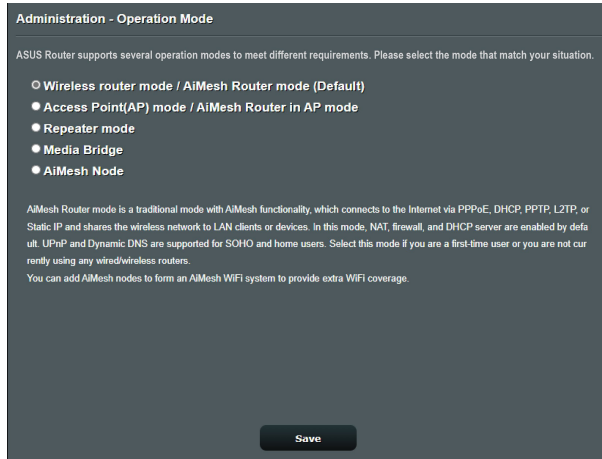 Administration - Operation Mode
ASUS Router supports several operation modes to meet different requirements. Please select the mode that match your situation.
Wireless router mode / AiMesh Router mode (Default)
Access Point(AP) mode / AiMesh Router in AP mode
Repeater mode
Media Bridge
AiMesh Node
AiMesh Router mode is a traditional mode with AiMesh functionality, which connects to the Internet via PPPoE, DHCP, PPTP, L2TP, or
Static IP and shares the wireless network to LAN clients or devices. In this mode, NAT, firewall, and DHCP server are enabled by defa
ult. UPnP and Dynamic DNS are supported for SOHO and home users. Select this mode if you are a first-time user or you are not cur
rently using any wired/wireless routers.
You can add AiMesh nodes to form an AiMesh WiFi system to provide extra WiFi coverage.
Save